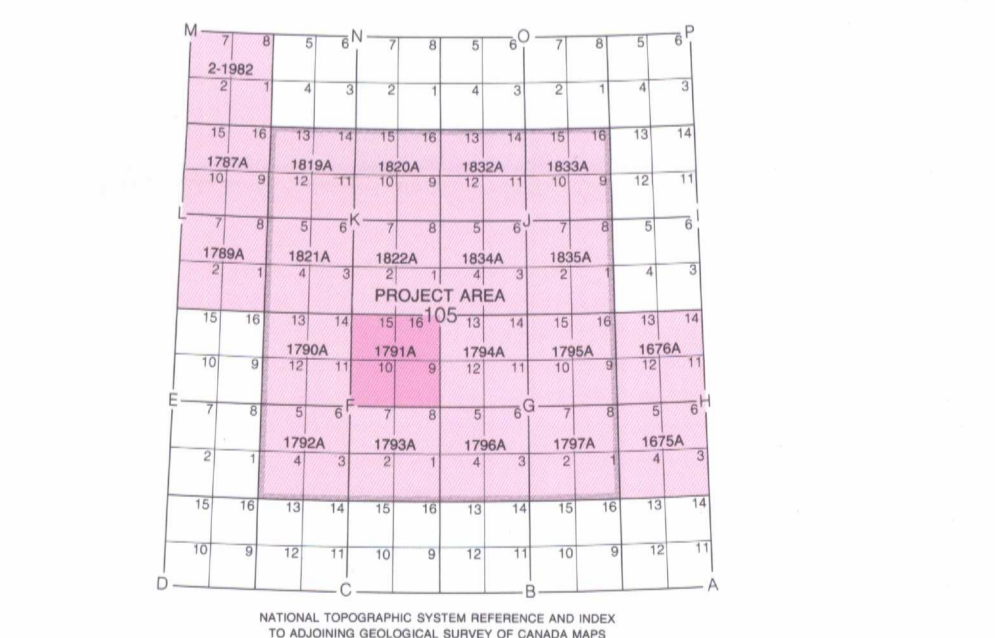 M N O P
7 8 5 6 7 8 5 6 7 8 5 6
2-1982
2 1 4 3 2 1 4 3 2 1 4 3
15 16 13 14 15 16 13 14 15 16 13 14
1787A 1819A 1820A 1832A 1833A
10 9 12 11 10 9 12 11 10 9 12 11
L K J I
7 8 5 6 7 8 5 6 7 8 5 6
1789A 1821A 1822A 1834A 1835A
2 1 4 3 2 1 4 3 2 1 4 3
PROJECT AREA
105
15 16 13 14 15 16 13 14 15 16 13 14
1790A 1791A 1794A 1795A 1676A
10 9 12 11 10 9 12 11 10 9 12 11
E F G H
7 8 5 6 7 8 5 6 7 8 5 6
1792A 1793A 1796A 1797A 1675A
2 1 4 3 2 1 4 3 2 1 4 3
15 16 13 14 15 16 13 14 15 16 13 14
10 9 12 11 10 9 12 11 10 9 12 11
D C B A
NATIONAL TOPOGRAPHIC SYSTEM REFERENCE AND INDEX
TO ADJOINING GEOLOGICAL SURVEY OF CANADA MAPS